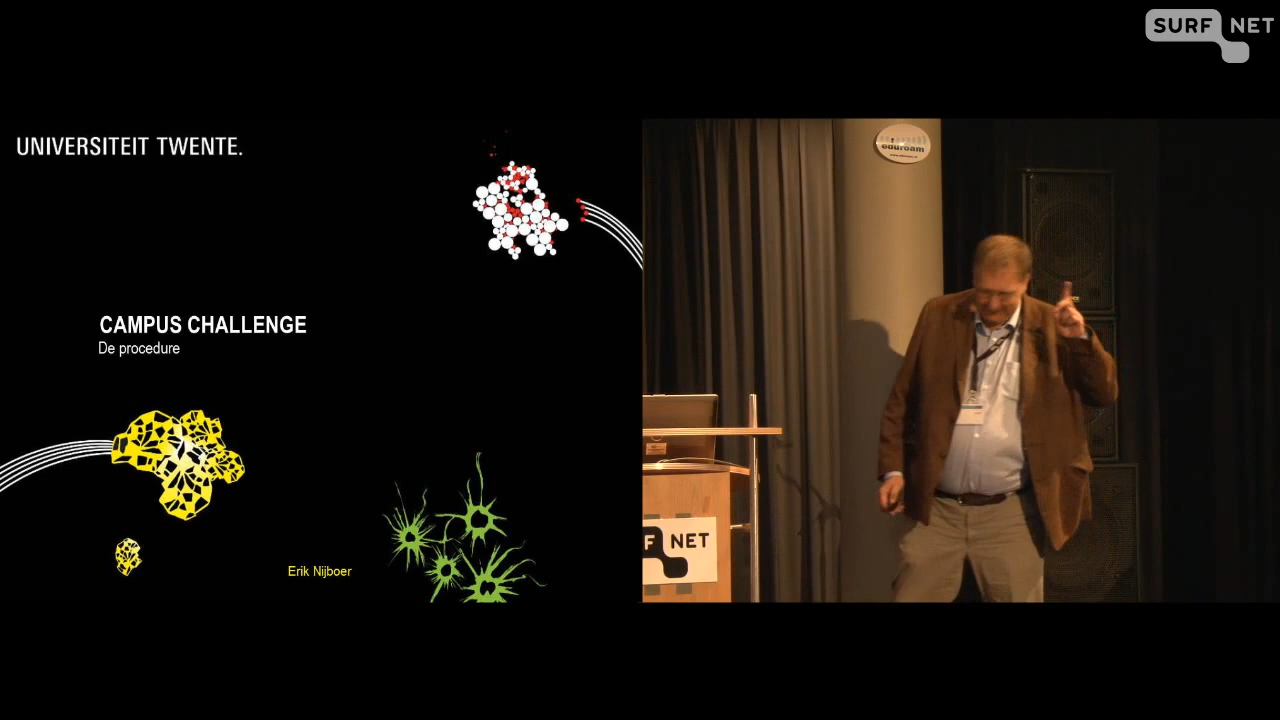 SURF NET
UNIVERSITEIT TWENTE.
eduroam
CAMPUS CHALLENGE
De procedure
Erik Nijboer
F NET